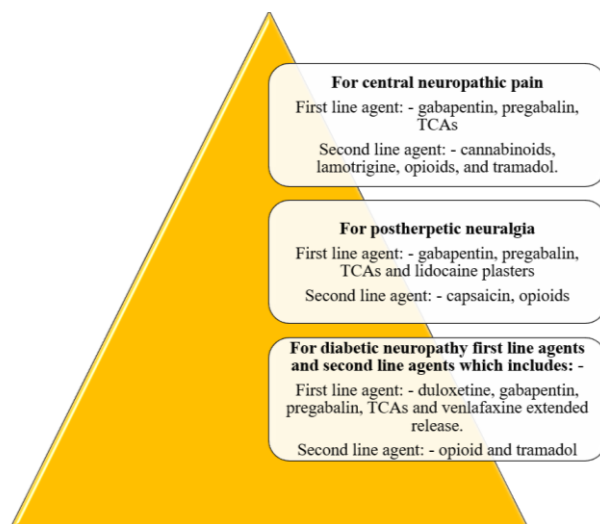 For central neuropathic pain
First line agent: - gabapentin, pregabalin,
TCAs
Second line agent: - cannabinoids,
lamotrigine, opioids, and tramadol.
For postherpetic neuralgia
First line agent: - gabapentin, pregabalin,
TCAs and lidocaine plasters
Second line agent: - capsaicin, opioids
For diabetic neuropathy first line agents
and second line agents which includes: -
First line agent: - duloxetine, gabapentin,
pregabalin, TCAs and venlafaxine extended
release.
Second line agent: - opioid and tramadol